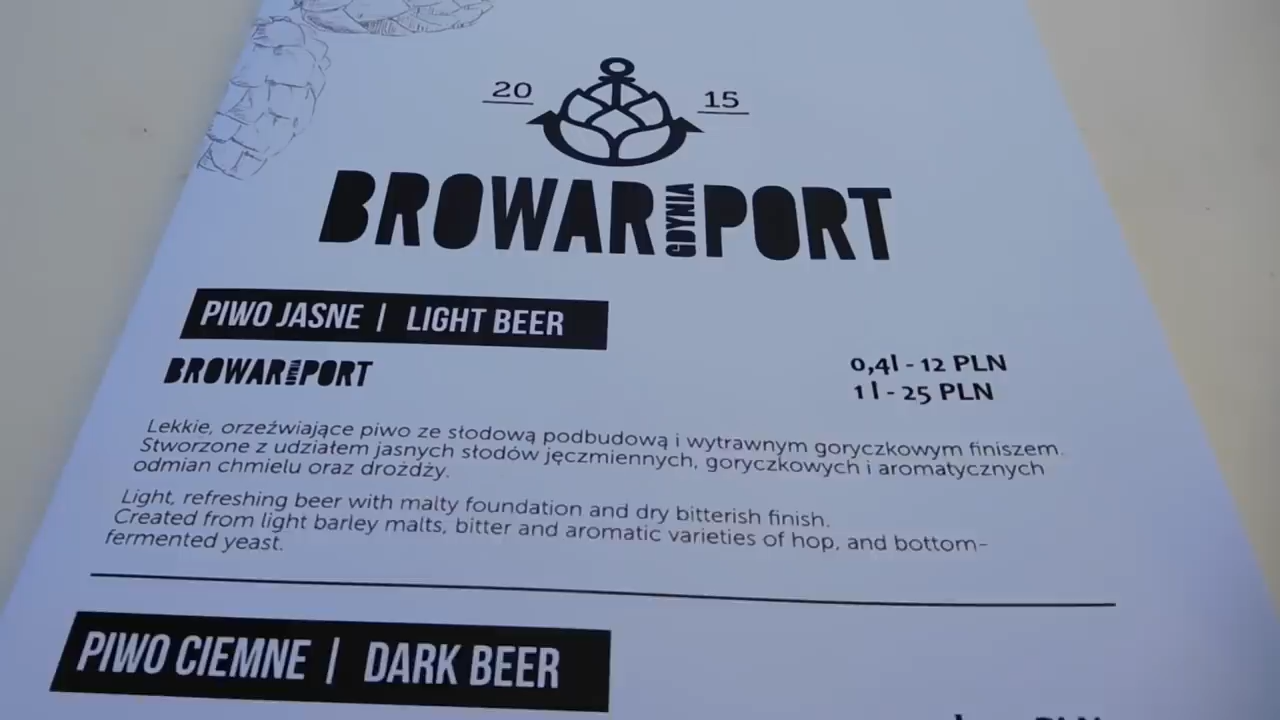 20 15
BROWAR GDYNIA PORT
PIWO JASNE | LIGHT BEER
BROWAR GDYNIA PORT
0,4l - 12 PLN
1 l - 25 PLN
Lekkie, orzeźwiające piwo ze słodową podbudową i wytrawnym goryczkowym finiszem.
Stworzone z udziałem jasnych słodów jęczmiennych, goryczkowych i aromatycznych
odmian chmielu oraz drożdży.
Light, refreshing beer with malty foundation and dry bitterish finish.
Created from light barley malts, bitter and aromatic varieties of hop, and bottom-
fermented yeast.
PIWO CIEMNE | DARK BEER
PLN